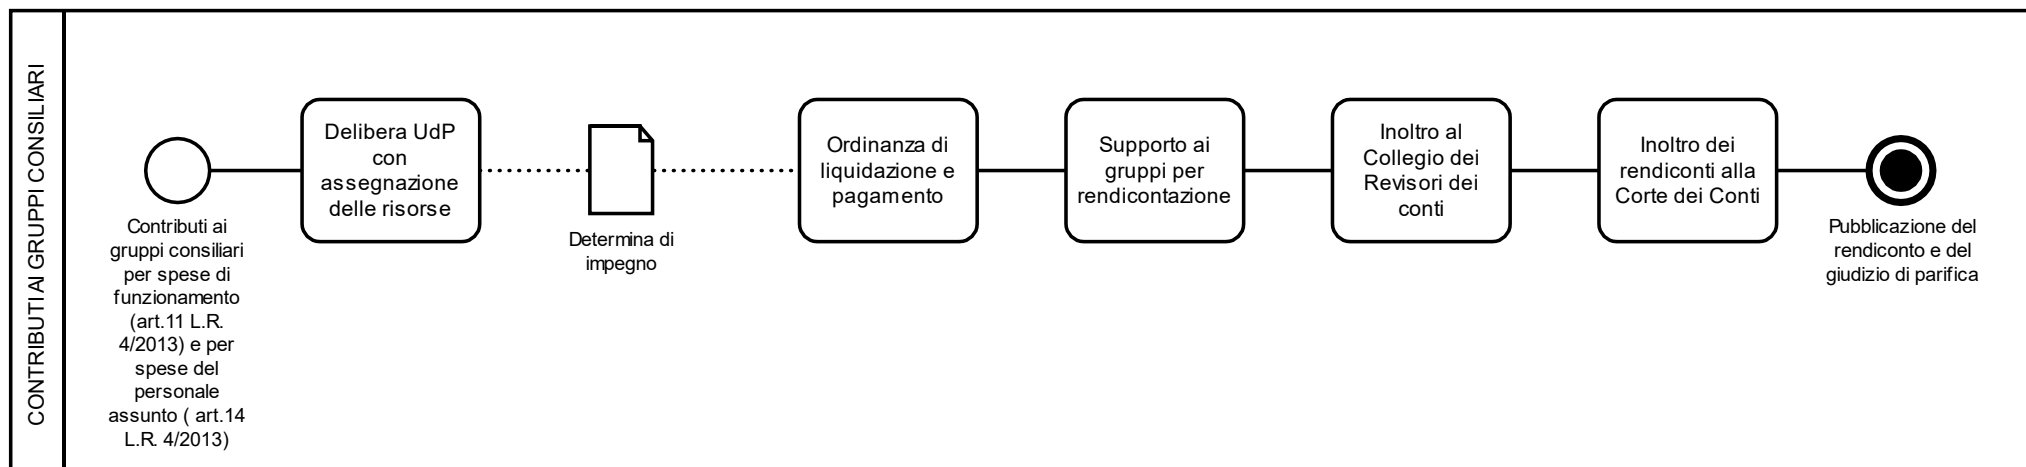 CONTRIBUTI AI GRUPPI CONSILIARI
Contributi ai
gruppi consiliari
per spese di
funzionamento
(art.11 L.R.
4/2013) e per
spese del
personale
assunto ( art.14
L.R. 4/2013)
Delibera UdP
con
assegnazione
delle risorse
Determina di
impegno
Ordinanza di
liquidazione e
pagamento
Supporto ai
gruppi per
rendicontazione
Inoltro al
Collegio dei
Revisori dei
conti
Inoltro dei
rendiconti alla
Corte dei Conti
Pubblicazione del
rendiconto e del
giudizio di parifica